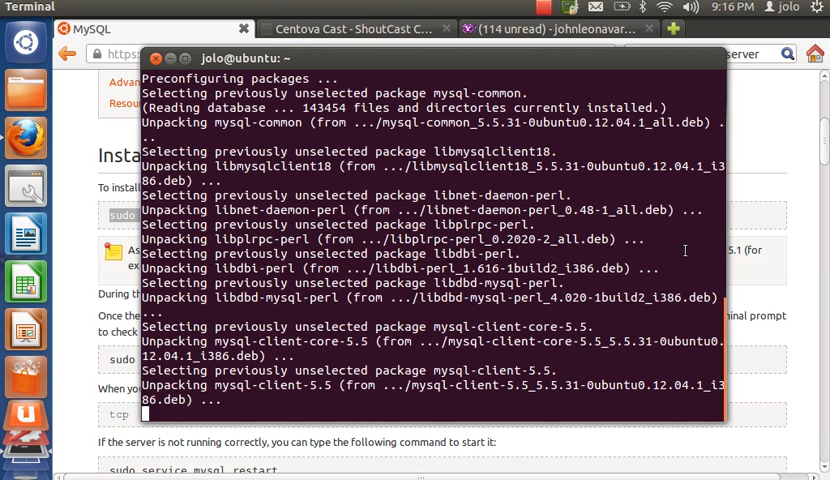 Terminal
9:16 PM
jolo
MySQL
Centova Cast - ShoutCast C...
(114 unread) - johnleonavar...
https:
server
jolo@ubuntu: ~
Advan
Resour
Insta
To install
sudo
During th
Once the
to check
sudo
When you
tcp
Preconfiguring packages ...
Selecting previously unselected package mysql-common.
(Reading database ... 143454 files and directories currently installed.)
Unpacking mysql-common (from .../mysql-common_5.5.31-0ubuntu0.12.04.1_all.deb) .
..
Selecting previously unselected package libmysqlclient18.
Unpacking libmysqlclient18 (from .../libmysqlclient18_5.5.31-0ubuntu0.12.04.1_i3
86.deb) ...
Selecting previously unselected package libnet-daemon-perl.
Unpacking libnet-daemon-perl (from .../libnet-daemon-perl_0.48-1_all.deb) ...
Selecting previously unselected package libplrpc-perl.
Unpacking libplrpc-perl (from .../libplrpc-perl_0.2020-2_all.deb) ...
Selecting previously unselected package libdbi-perl.
Unpacking libdbi-perl (from .../libdbi-perl_1.616-1build2_i386.deb) ...
Selecting previously unselected package libdbd-mysql-perl.
Unpacking libdbd-mysql-perl (from .../libdbd-mysql-perl_4.020-1build2_i386.deb)
...
Selecting previously unselected package mysql-client-core-5.5.
Unpacking mysql-client-core-5.5 (from .../mysql-client-core-5.5_5.5.31-0ubuntu0.
12.04.1_i386.deb) ...
Selecting previously unselected package mysql-client-5.5.
Unpacking mysql-client-5.5 (from .../mysql-client-5.5_5.5.31-0ubuntu0.12.04.1_i3
86.deb) ...
5.1 (for
minal prompt
If the server is not running correctly, you can type the following command to start it:
sudo service mysql restart